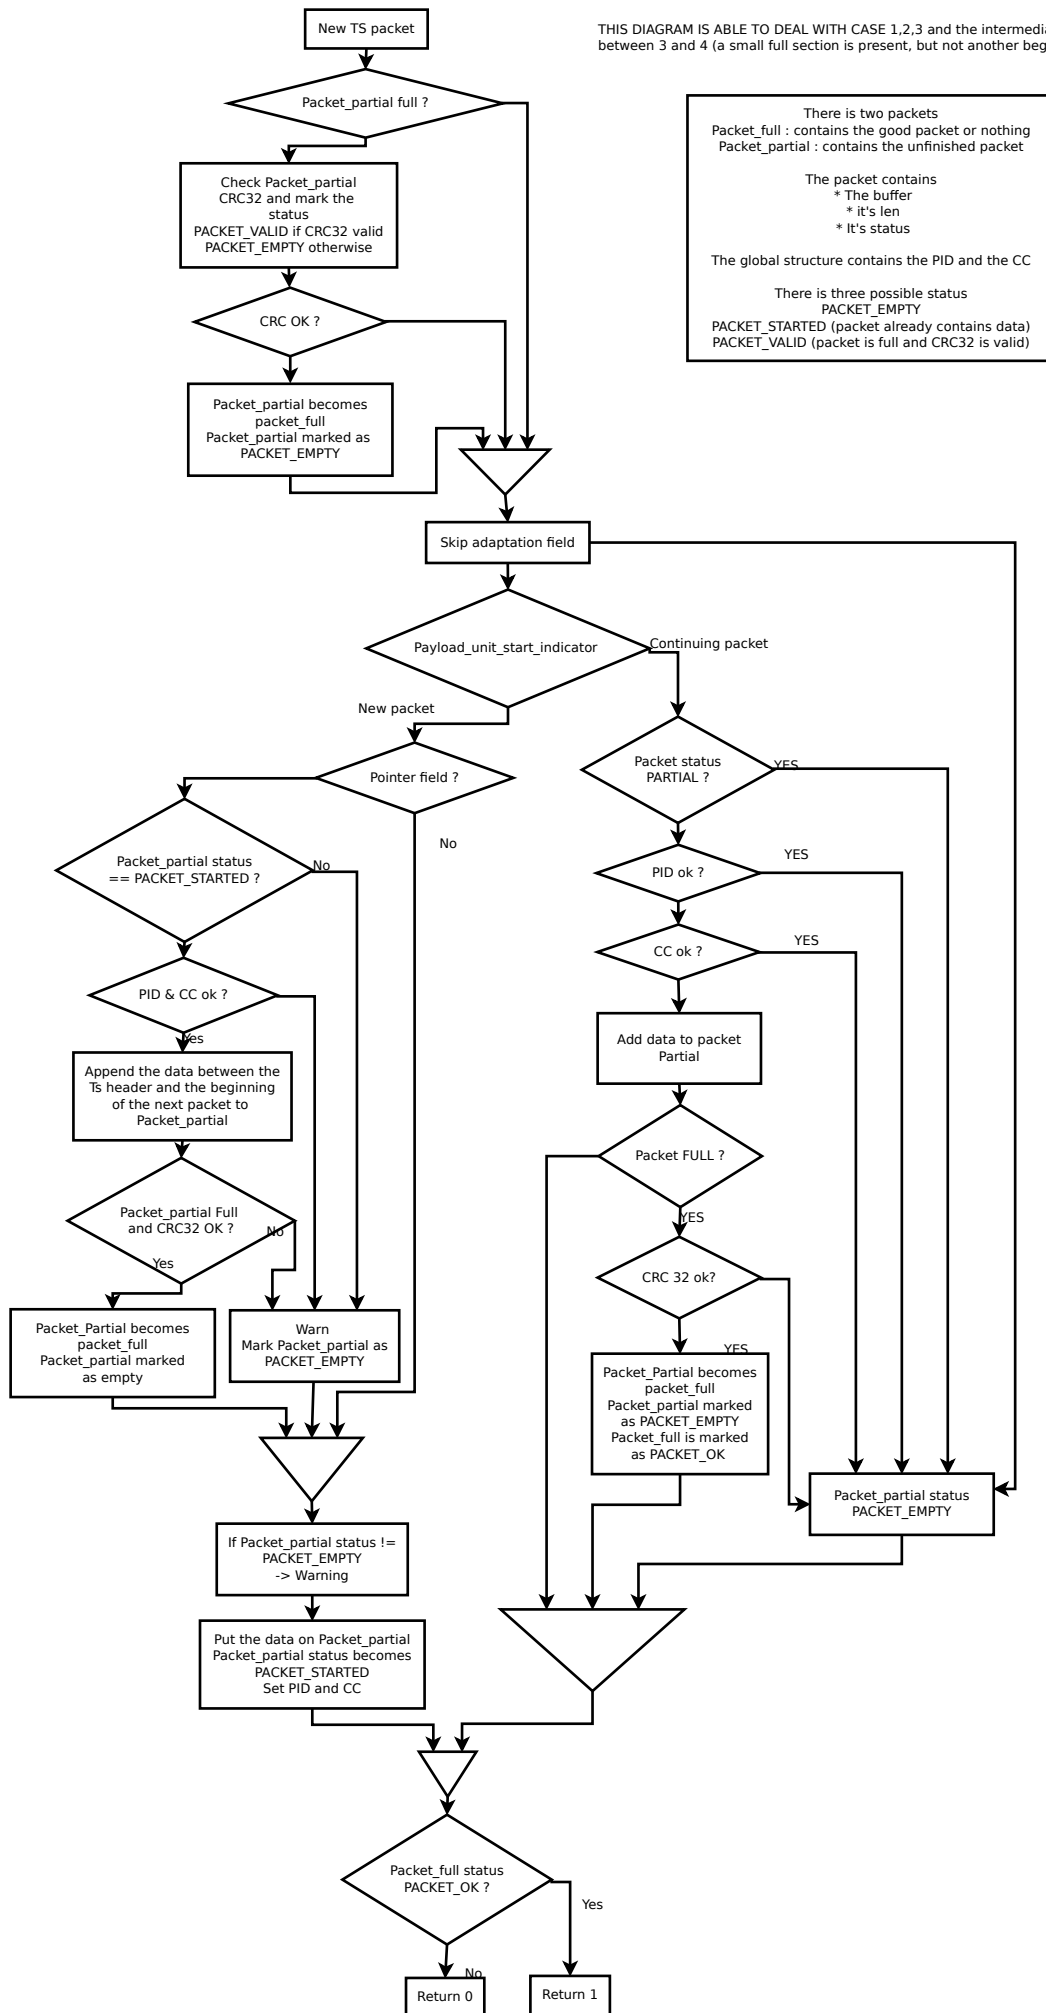 New TS packet
THIS DIAGRAM IS ABLE TO DEAL WITH CASE 1,2,3 and the
between 3 and 4 (a small full section is present, but not another
Packet_partial full ?
There is two packets
Packet_full : contains the good packet or nothing
Packet_partial : contains the unfinished packet
The packet contains
* The buffer
* it's len
* It's status
The global structure contains the PID and the CC
There is three possible status
PACKET_EMPTY
PACKET_STARTED (packet already contains data)
PACKET_VALID (packet is full and CRC32 is valid)
Check Packet_partial
CRC32 and mark the
status
PACKET_VALID if CRC32 valid
PACKET_EMPTY otherwise
CRC OK ?
Packet_partial becomes
packet_full
Packet_partial marked as
PACKET_EMPTY
Skip adaptation field
Payload_unit_start_indicator
Continuing packet
New packet
Pointer field ?
No
Packet_partial status
== PACKET_STARTED ?
No
PID & CC ok ?
Yes
Append the data between the
Ts header and the beginning
of the next packet to
Packet_partial
Packet_partial Full
and CRC32 OK ?
No
Yes
Packet_Partial becomes
packet_full
Packet_partial marked
as empty
Warn
Mark Packet_partial as
PACKET_EMPTY
If Packet_partial status !=
PACKET_EMPTY
-> Warning
Put the data on Packet_partial
Packet_partial status becomes
PACKET_STARTED
Set PID and CC
Packet status
PARTIAL ?
YES
PID ok ?
YES
CC ok ?
YES
Add data to packet
Partial
Packet FULL ?
YES
CRC 32 ok?
YES
Packet_Partial becomes
packet_full
Packet_partial marked
as PACKET_EMPTY
Packet_full is marked
as PACKET_OK
Packet_partial status
PACKET_EMPTY
Packet_full status
PACKET_OK ?
Yes
No
Return 0
Return 1